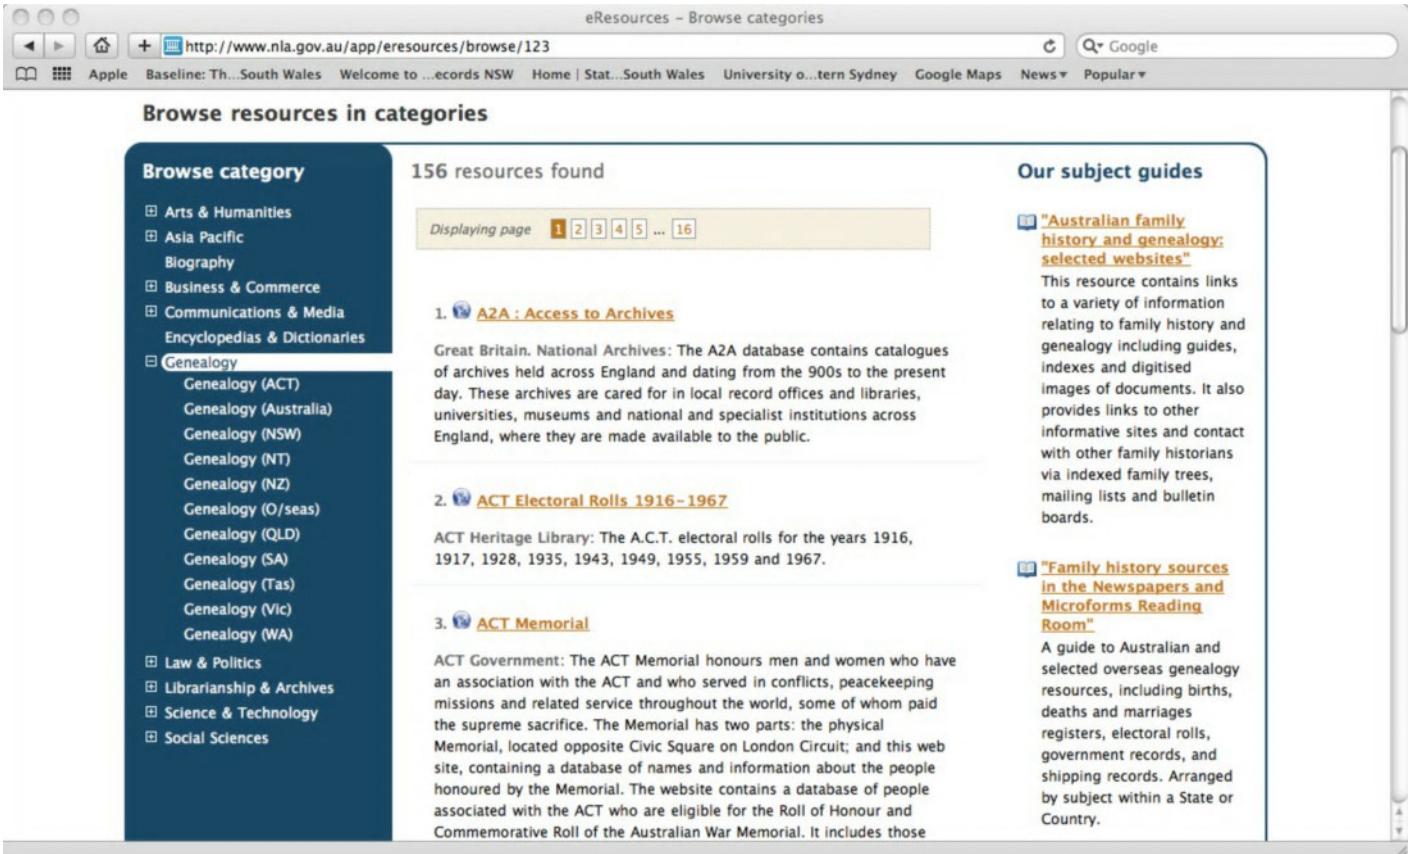 eResources – Browse categories
http://www.nla.gov.au/app/eresources/browse/123
Google
Apple Baseline: Th...South Wales Welcome to ...ecords NSW Home | Stat...South Wales University o...tern Sydney Google Maps News Popular
Browse resources in categories
Browse category
Arts & Humanities
Asia Pacific
Biography
Business & Commerce
Communications & Media
Encyclopedias & Dictionaries
Genealogy
Genealogy (ACT)
Genealogy (Australia)
Genealogy (NSW)
Genealogy (NT)
Genealogy (NZ)
Genealogy (O/seas)
Genealogy (QLD)
Genealogy (SA)
Genealogy (Tas)
Genealogy (Vic)
Genealogy (WA)
Law & Politics
Librarianship & Archives
Science & Technology
Social Sciences
156 resources found
Displaying page 1 2 3 4 5 ... 16
1. A2A : Access to Archives
Great Britain. National Archives: The A2A database contains catalogues
of archives held across England and dating from the 900s to the present
day. These archives are cared for in local record offices and libraries,
universities, museums and national and specialist institutions across
England, where they are made available to the public.
2. ACT Electoral Rolls 1916-1967
ACT Heritage Library: The A.C.T. electoral rolls for the years 1916,
1917, 1928, 1935, 1943, 1949, 1955, 1959 and 1967.
3. ACT Memorial
ACT Government: The ACT Memorial honours men and women who have
an association with the ACT and who served in conflicts, peacekeeping
missions and related service throughout the world, some of whom paid
the supreme sacrifice. The Memorial has two parts: the physical
Memorial, located opposite Civic Square on London Circuit; and this web
site, containing a database of names and information about the people
honoured by the Memorial. The website contains a database of people
associated with the ACT who are eligible for the Roll of Honour and
Commemorative Roll of the Australian War Memorial. It includes those
Our subject guides
"Australian family
history and genealogy:
selected websites"
This resource contains links
to a variety of information
relating to family history and
genealogy including guides,
indexes and digitised
images of documents. It also
provides links to other
informative sites and contact
with other family historians
via indexed family trees,
mailing lists and bulletin
boards.
"Family history sources
in the Newspapers and
Microforms Reading
Room"
A guide to Australian and
selected overseas genealogy
resources, including births,
deaths and marriages
registers, electoral rolls,
government records, and
shipping records. Arranged
by subject within a State or
Country.